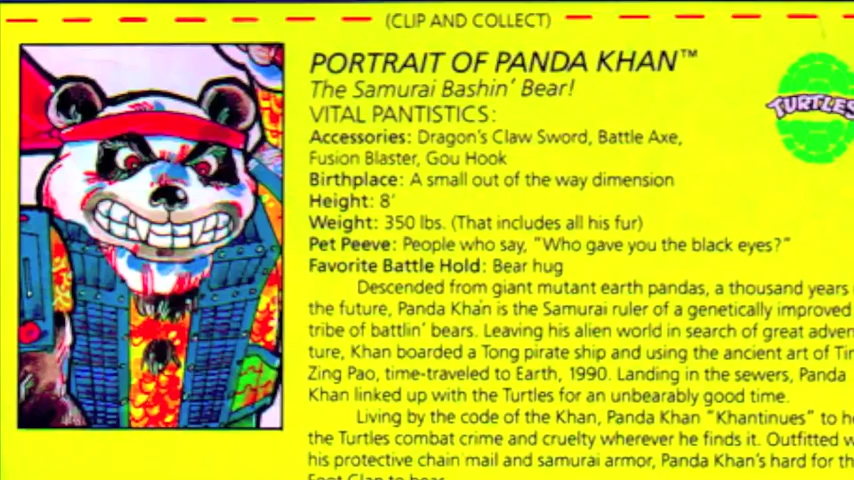 (CLIP AND COLLECT)
PORTRAIT OF PANDA KHAN™
The Samurai Bashin' Bear!
VITAL PANTISTICS:
TURTLES
Accessories: Dragon's Claw Sword, Battle Axe,
Fusion Blaster, Gou Hook
Birthplace: A small out of the way dimension
Height: 8'
Weight: 350 lbs. (That includes all his fur)
Pet Peeve: People who say, "Who gave you the black eyes?"
Favorite Battle Hold: Bear hug
Descended from giant mutant earth pandas, a thousand years
the future, Panda Khan is the Samurai ruler of a genetically improved
tribe of battlin' bears. Leaving his alien world in search of great adven
ture, Khan boarded a Tong pirate ship and using the ancient art of
Zing Pao, time-traveled to Earth, 1990. Landing in the sewers, Panda
Khan linked up with the Turtles for an unbearably good time.
Living by the code of the Khan, Panda Khan "Khantinues" to
the Turtles combat crime and cruelty wherever he finds it. Outfitted
his protective chain mail and samurai armor, Panda Khan's hard for